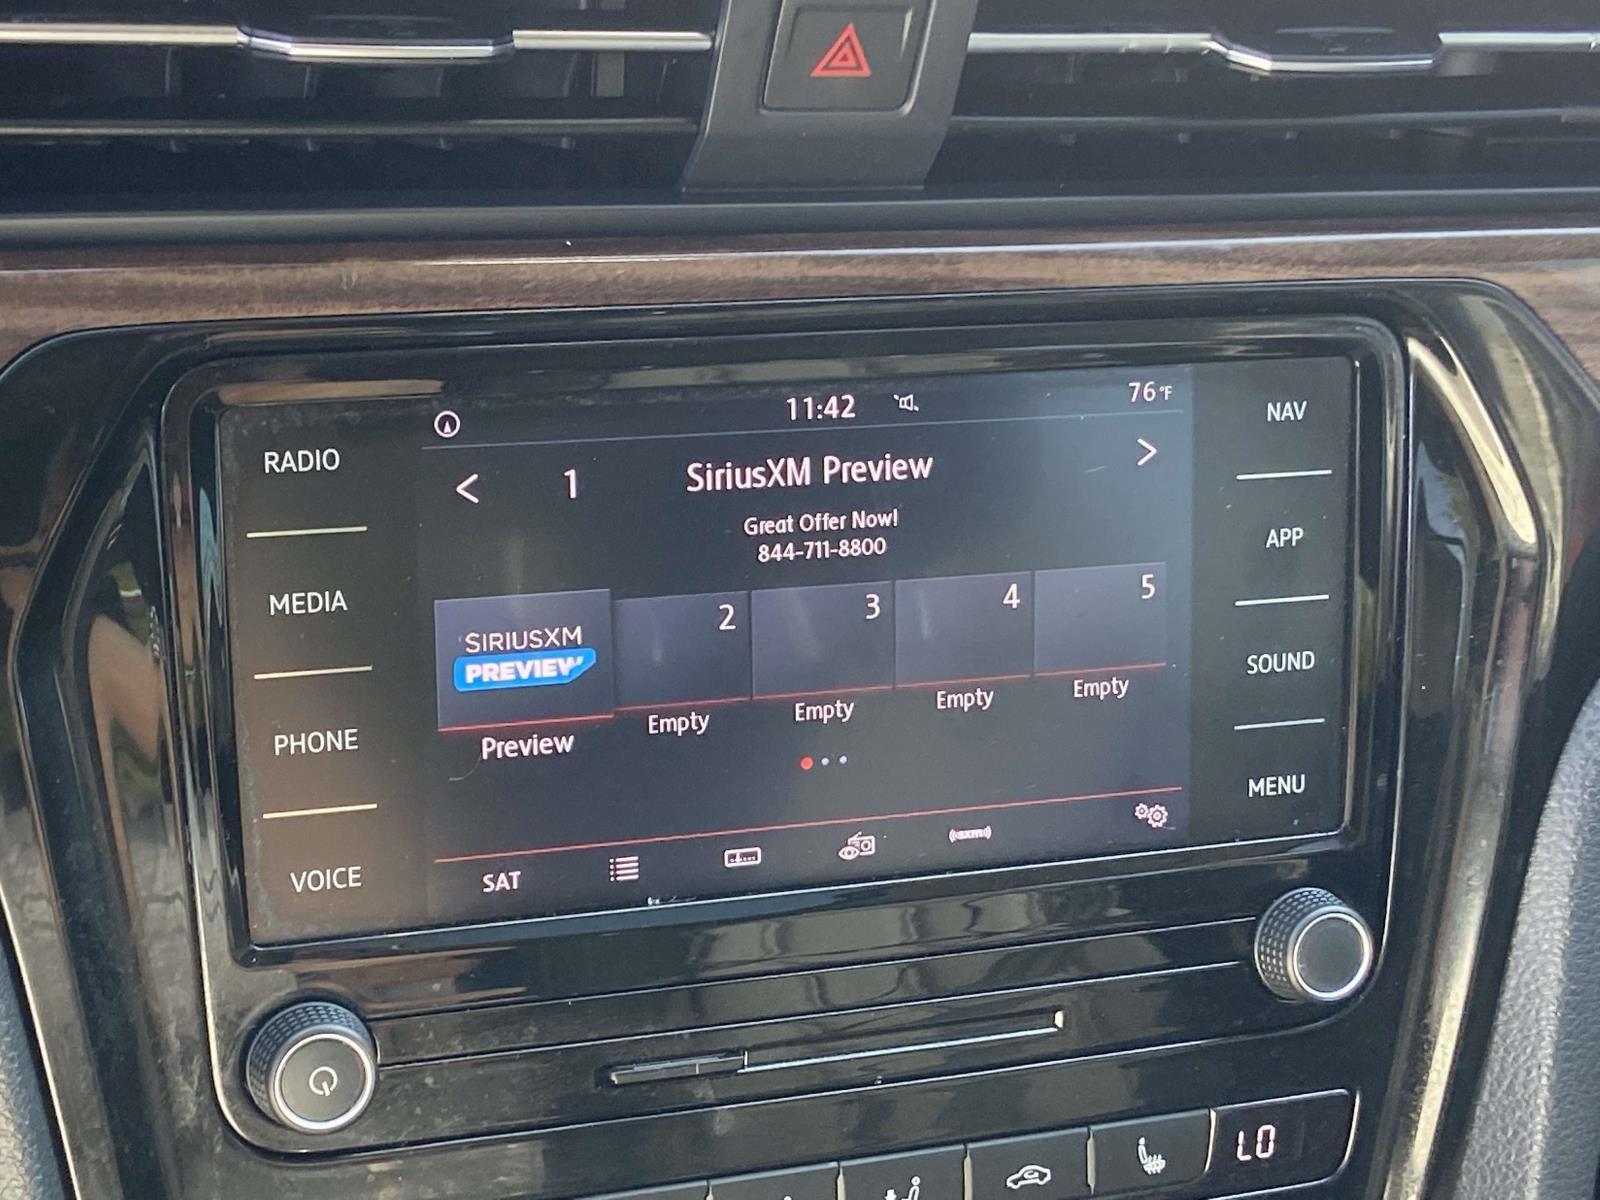 11:42
76°F
RADIO
MEDIA
PHONE
VOICE
< 1 SiriusXM Preview >
Great Offer Now!
844-711-8800
SIRIUSXM
PREVIEW
2
3
4
5
Preview
Empty
Empty
Empty
Empty
SAT
((SXM))
NAV
APP
SOUND
MENU
LO